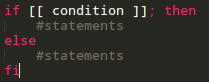 if [[ condition ]]; then
    #statements
else
    #statements
fi